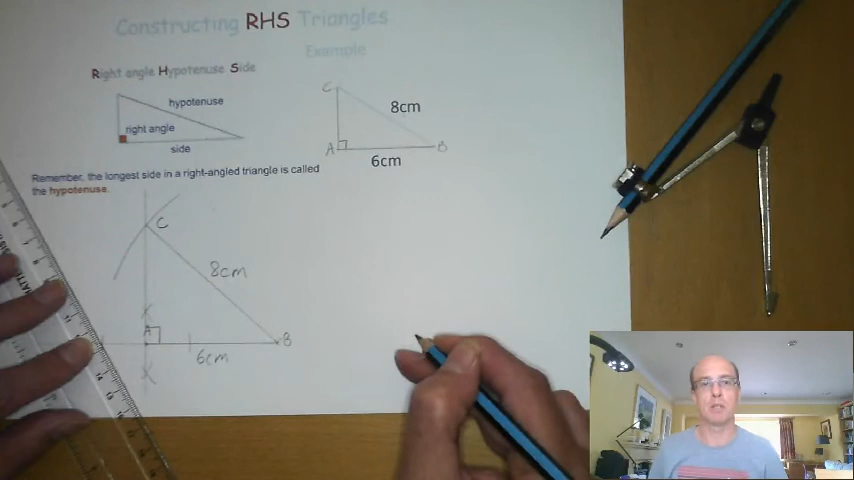 Constructing RHS Triangles
Example
Right angle Hypotenuse Side
hypotenuse
right angle
side
C
8cm
A
B
6cm
Remember, the longest side in a right-angled triangle is called
the hypotenuse.
C
8cm
A
B
6cm